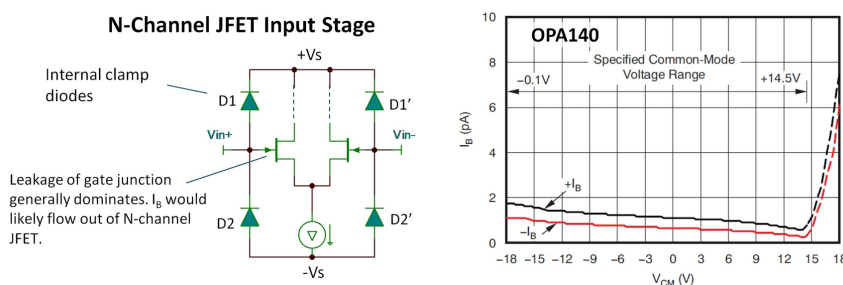 N-Channel JFET Input Stage
+Vs
Internal clamp
diodes
D1
D1'
Vin+
Vin-
Leakage of gate junction
generally dominates. IB would
likely flow out of N-channel
JFET.
D2
D2'
-Vs
OPA140
Specified Common-Mode
Voltage Range
−0.1V
+14.5V
IB (pA)
10
8
6
4
2
0
+IB
−IB
−18 −15 −12 −9 −6 −3 0 3 6 9 12 15 18
VCM (V)